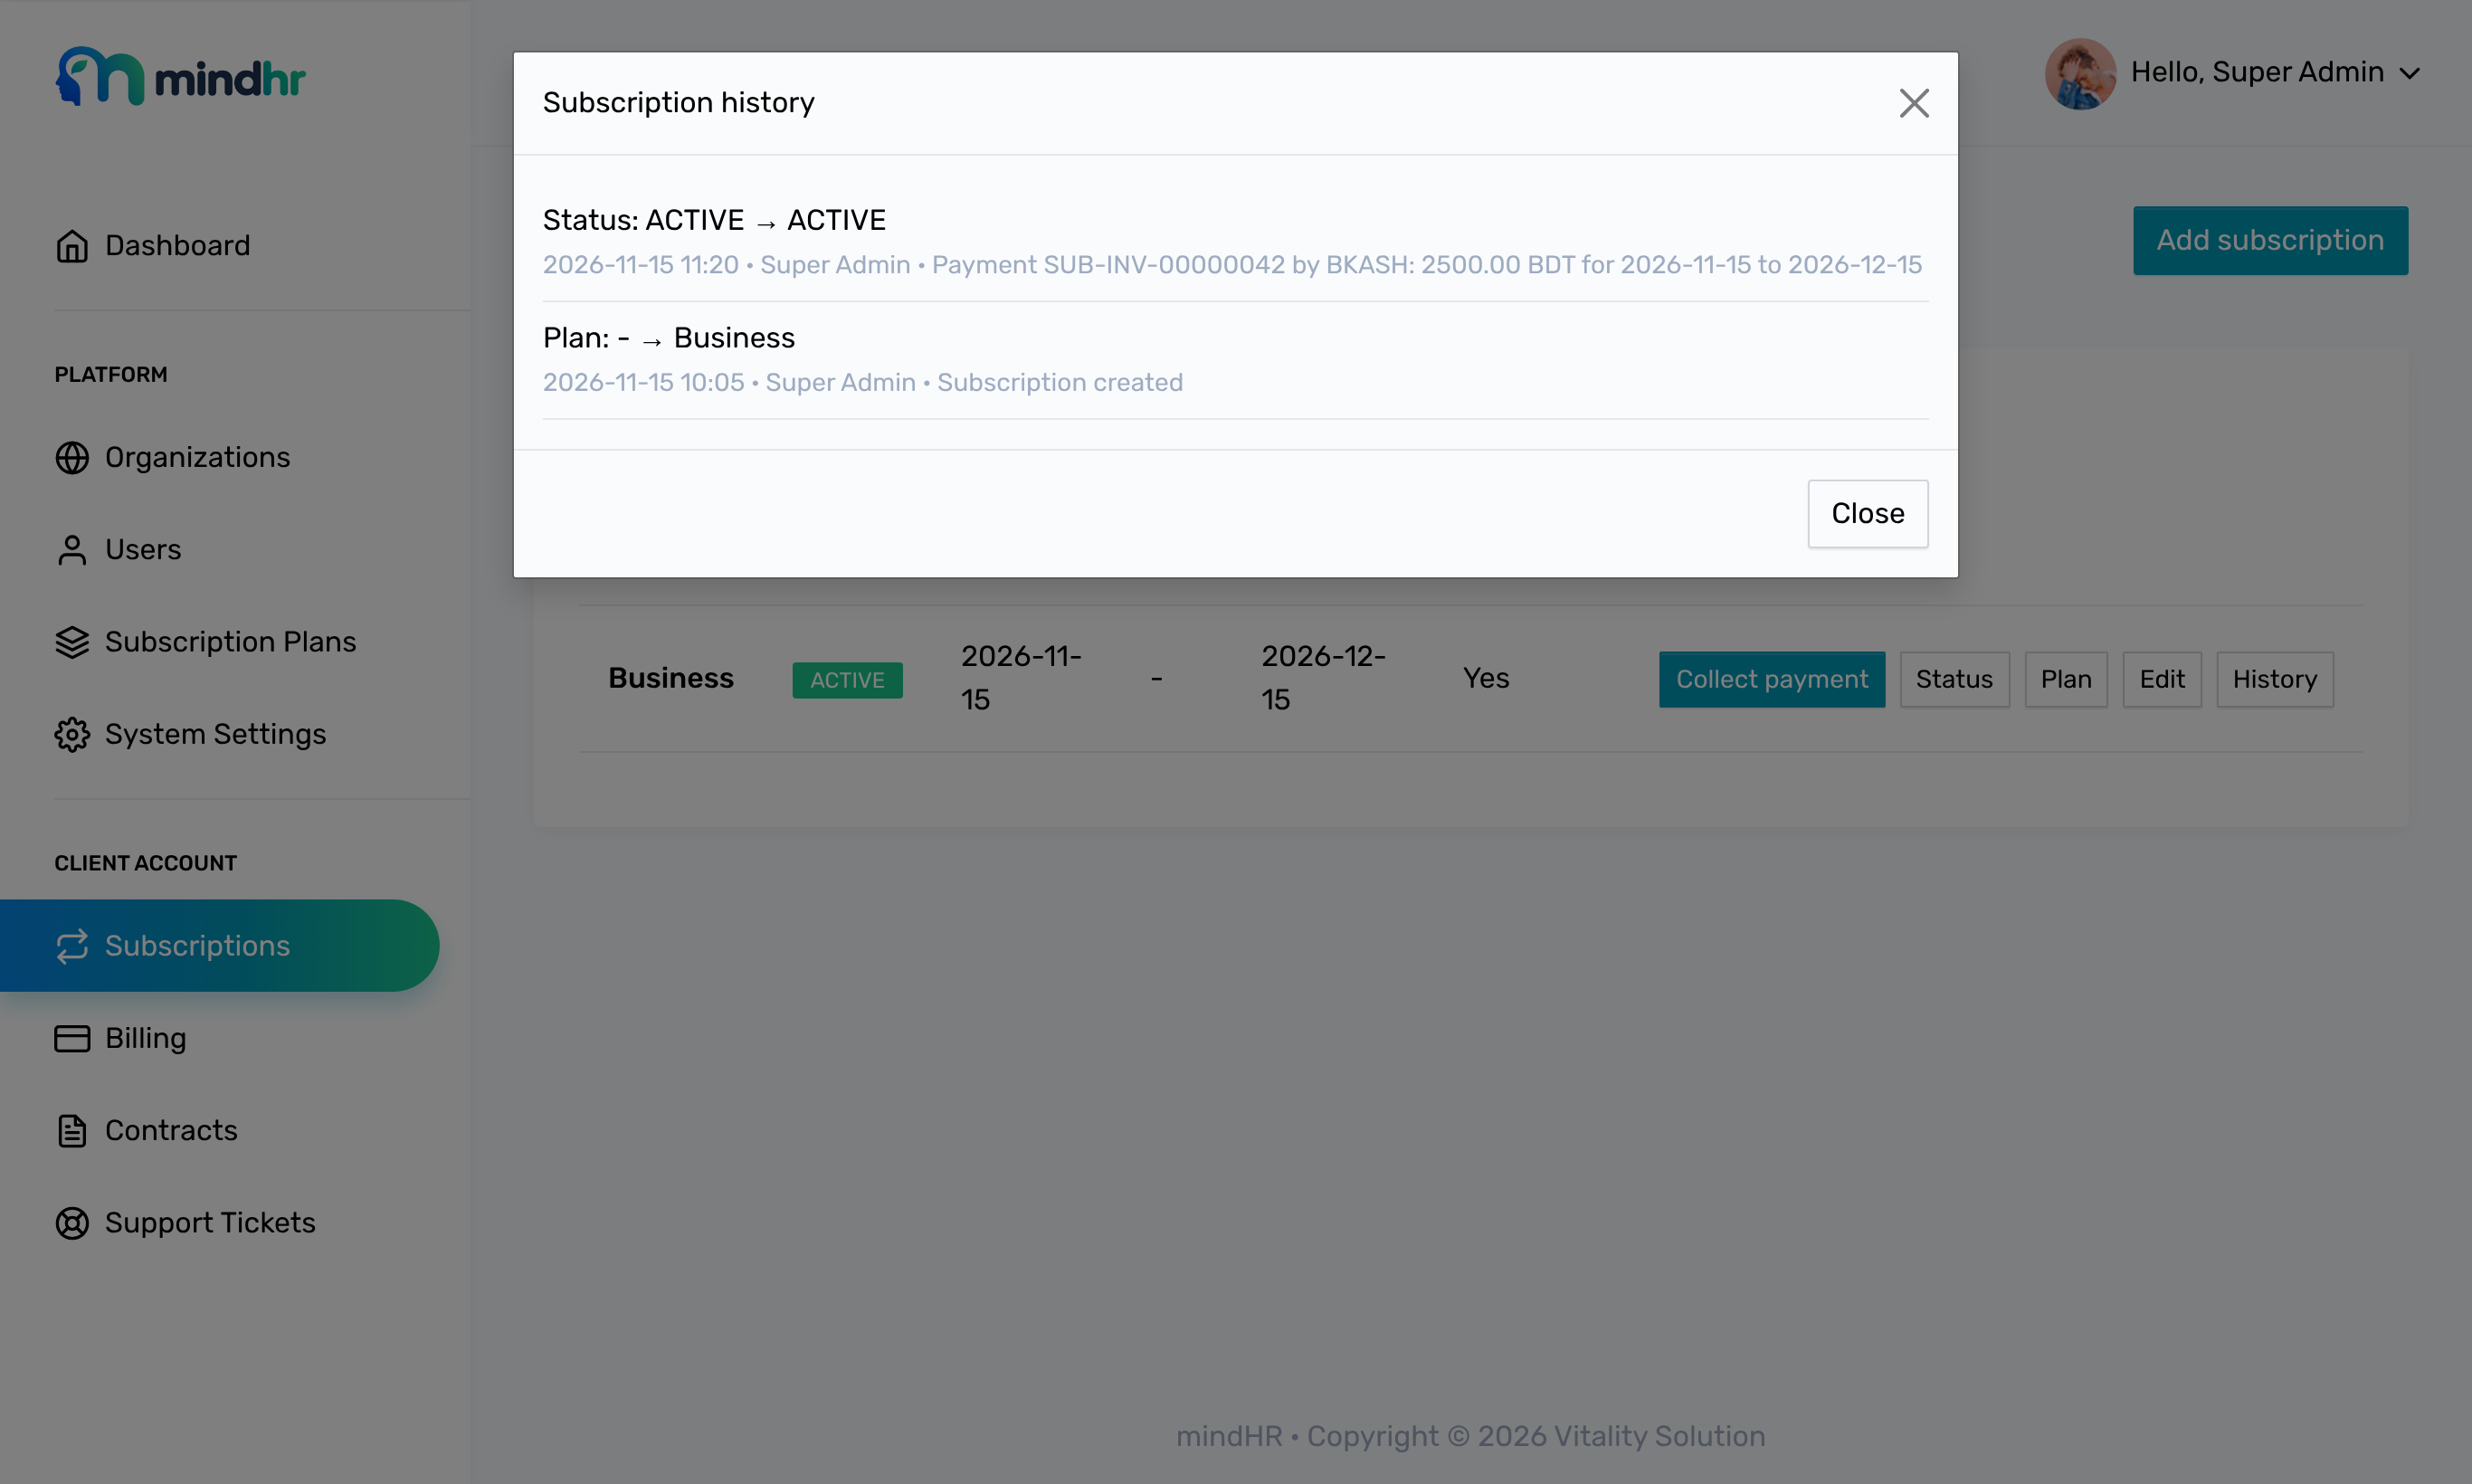 mindhr
Hello, Super Admin
Dashboard
PLATFORM
Organizations
Users
Subscription Plans
System Settings
CLIENT ACCOUNT
Subscriptions
Billing
Contracts
Support Tickets
Add subscription
Subscription history
Status: ACTIVE → ACTIVE
2026-11-15 11:20 • Super Admin • Payment SUB-INV-00000042 by BKASH: 2500.00 BDT for 2026-11-15 to 2026-12-15
Plan: - → Business
2026-11-15 10:05 • Super Admin • Subscription created
Close
Business
ACTIVE
2026-11-
15
-
2026-12-
15
Yes
Collect payment
Status
Plan
Edit
History
mindHR • Copyright © 2026 Vitality Solution